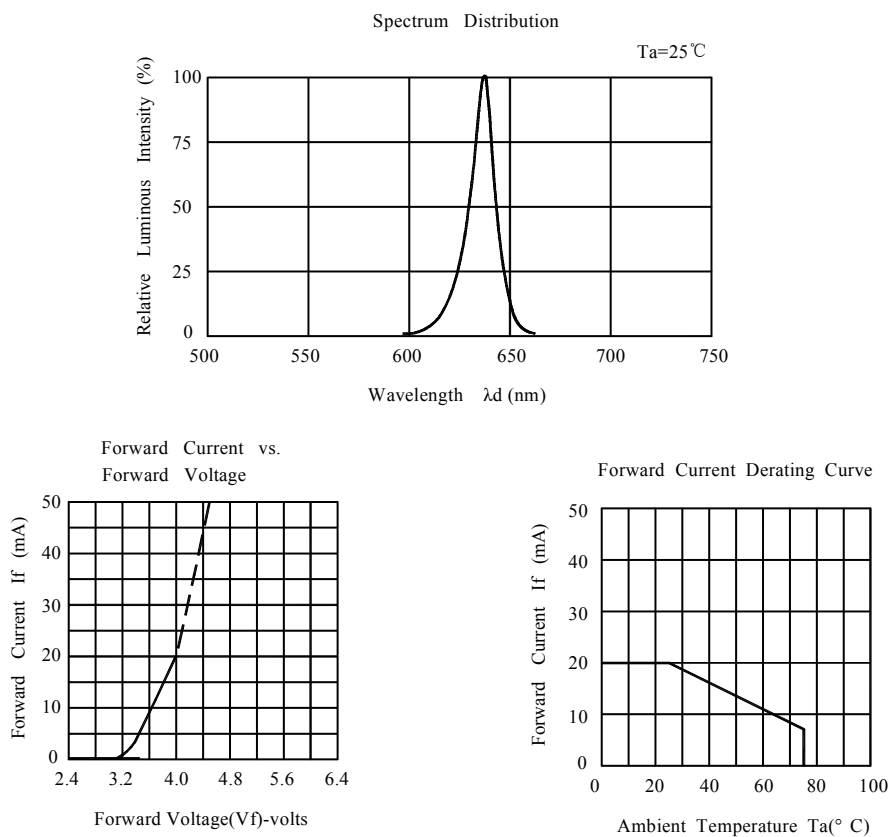 Spectrum Distribution
Ta=25℃
Relative Luminous Intensity (%)
100
75
50
25
0
500 550 600 650 700 750
Wavelength λd (nm)
Forward Current vs.
Forward Voltage
Forward Current If (mA)
50
40
30
20
10
0
2.4 3.2 4.0 4.8 5.6 6.4
Forward Voltage(Vf)-volts
Forward Current Derating Curve
Forward Current If (mA)
50
40
30
20
10
0
0 20 40 60 80 100
Ambient Temperature Ta(° C)